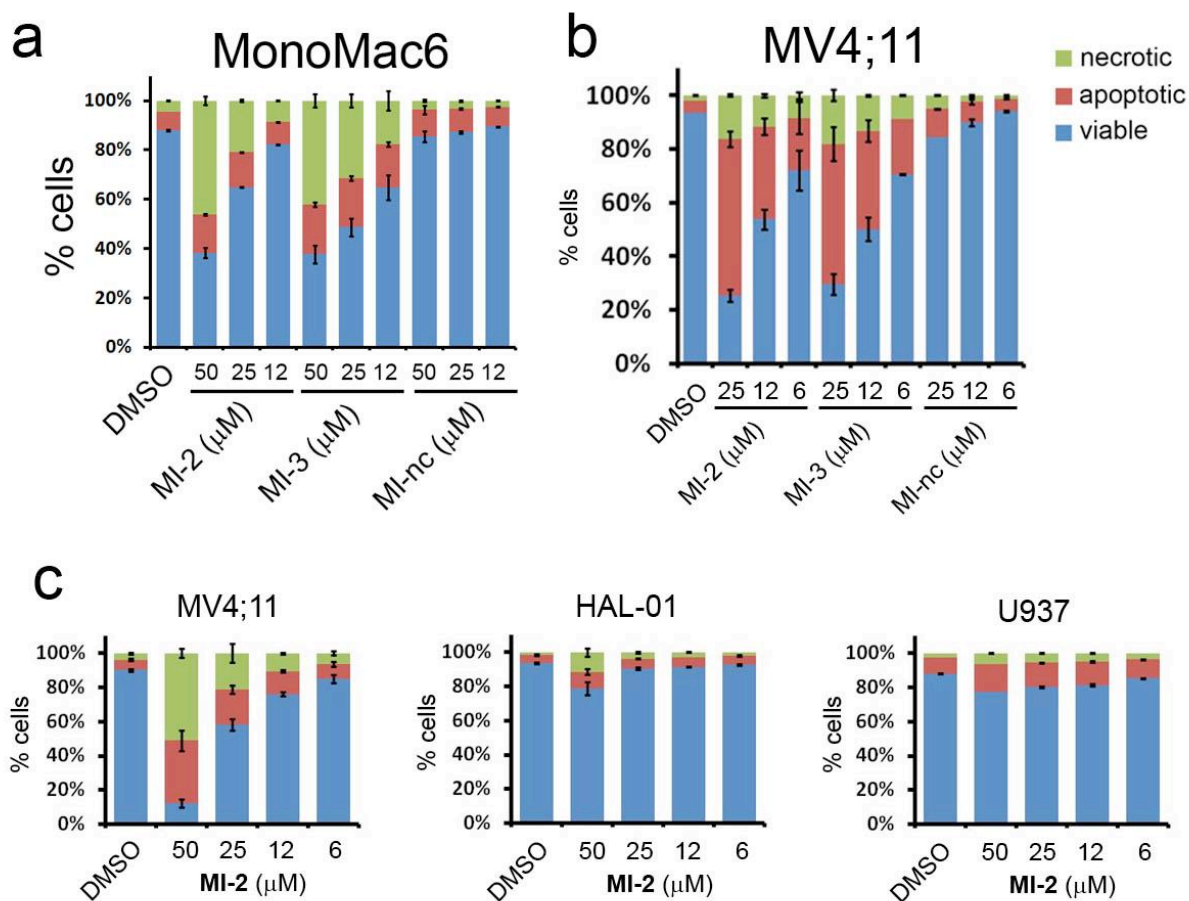 a
MonoMac6
% cells
100%
80%
60%
40%
20%
0%
DMSO
50 25 12 50 25 12 50 25 12
MI-2 (μM)
MI-3 (μM)
MI-nc (μM)
b
MV4;11
necrotic
apoptotic
viable
% cells
100%
80%
60%
40%
20%
0%
DMSO
25 12 6 25 12 6 25 12 6
MI-2 (μM)
MI-3 (μM)
MI-nc (μM)
c
MV4;11
% cells
100%
80%
60%
40%
20%
0%
DMSO 50 25 12 6
MI-2 (μM)
HAL-01
% cells
100%
80%
60%
40%
20%
0%
DMSO 50 25 12 6
MI-2 (μM)
U937
% cells
100%
80%
60%
40%
20%
0%
DMSO 50 25 12 6
MI-2 (μM)